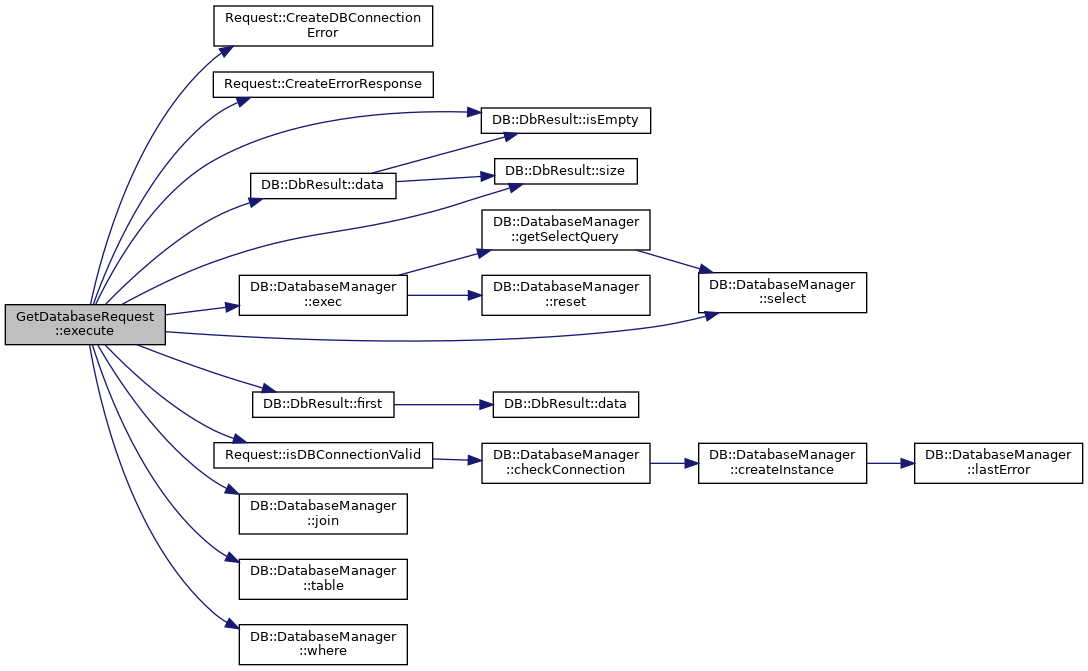 Request::CreateDBConnection
Error
Request::CreateErrorResponse
DB::DbResult::isEmpty
DB::DbResult::size
DB::DbResult::data
DB::DatabaseManager
::getSelectQuery
DB::DatabaseManager
::exec
DB::DatabaseManager
::reset
DB::DatabaseManager
::select
GetDatabaseRequest
::execute
DB::DbResult::first
DB::DbResult::data
Request::isDBConnectionValid
DB::DatabaseManager
::checkConnection
DB::DatabaseManager
::createInstance
DB::DatabaseManager
::lastError
DB::DatabaseManager
::join
DB::DatabaseManager
::table
DB::DatabaseManager
::where